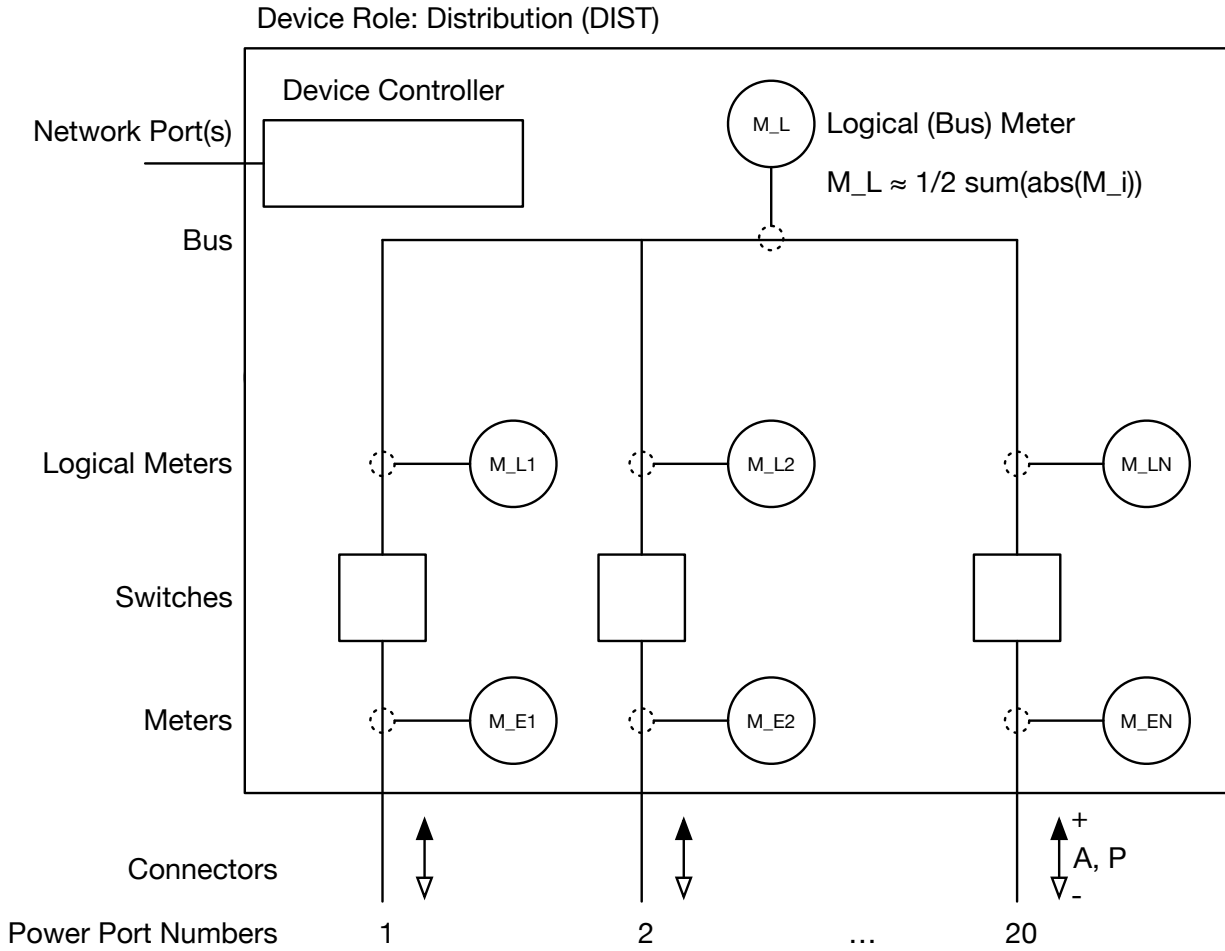 Device Role: Distribution (DIST)
Device Controller
Network Port(s)
M_L
Logical (Bus) Meter
M_L ≈ 1/2 sum(abs(M_i))
Bus
Logical Meters
M_L1
M_L2
M_LN
Switches
Meters
M_E1
M_E2
M_EN
+
A, P
-
Connectors
Power Port Numbers 1 2 ... 20